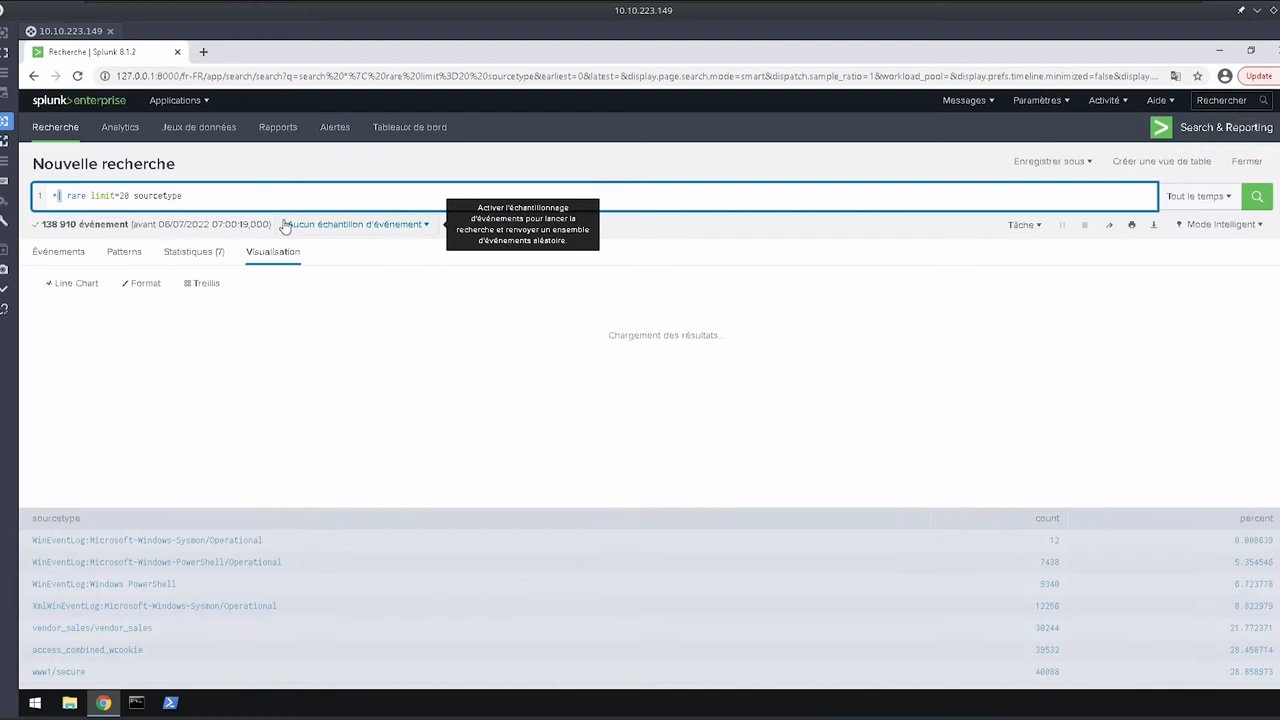 10.10.223.149
10.10.223.149
Recherche | Splunk 8.1.2
127.0.0.1:8000/fr-FR/app/search/search?q=search%20*%7C%20rare%20limit%3D20%20sourcetype&earliest=0&latest=&display.page.search.mode=smart&dispatch.sample_ratio=1&workload_pool=&display.prefs.timeline.minimized=false&display....
Update
splunk>enterprise
Applications
Messages
Paramètres
Activité
Aide
Rechercher
Recherche
Analytics
Jeux de données
Rapports
Alertes
Tableaux de bord
Search & Reporting
Nouvelle recherche
Enregistrer sous
Créer une vue de table
Fermer
1
*| rare limit=20 sourcetype
Tout le temps
138 910 événement (avant 06/07/2022 07:00:19,000)
Aucun échantillon d'événement
Activer l'échantillonnage
d'événements pour lancer la
recherche et renvoyer un ensemble
d'événements aléatoire.
Tâche
Mode Intelligent
Événements
Patterns
Statistiques (7)
Visualisation
Line Chart
Format
Treillis
Chargement des résultats...
sourcetype count percent
WinEventLog:Microsoft-Windows-Sysmon/Operational 12 0.008639
WinEventLog:Microsoft-Windows-PowerShell/Operational 7438 5.354546
WinEventLog:Windows PowerShell 9340 6.723778
XmlWinEventLog:Microsoft-Windows-Sysmon/Operational 12256 8.822979
vendor_sales/vendor_sales 30244 21.772371
access_combined_wcookie 39532 28.458714
www1/secure 40088 28.858973